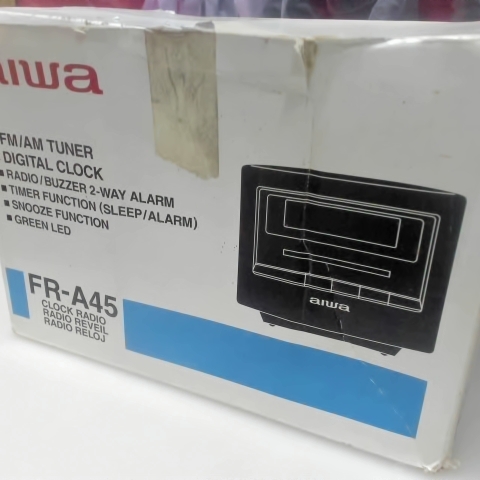 aiwa
FM/AM TUNER
DIGITAL CLOCK
■ RADIO/BUZZER 2-WAY ALARM
■ TIMER FUNCTION (SLEEP/ALARM)
■ SNOOZE FUNCTION
■ GREEN LED
aiwa
FR-A45
CLOCK RADIO
RADIO REVEIL
RADIO RELOJ